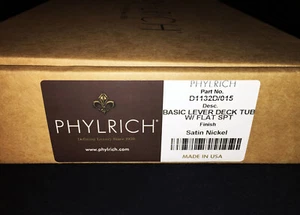 PHYLRICH
Part No.
D1132D/015
Desc.
BASIC LEVER DECK TUB
W/ FLAT SPT
Finish
Satin Nickel
MADE IN USA
PHYLRICH®
www.phylrich.com